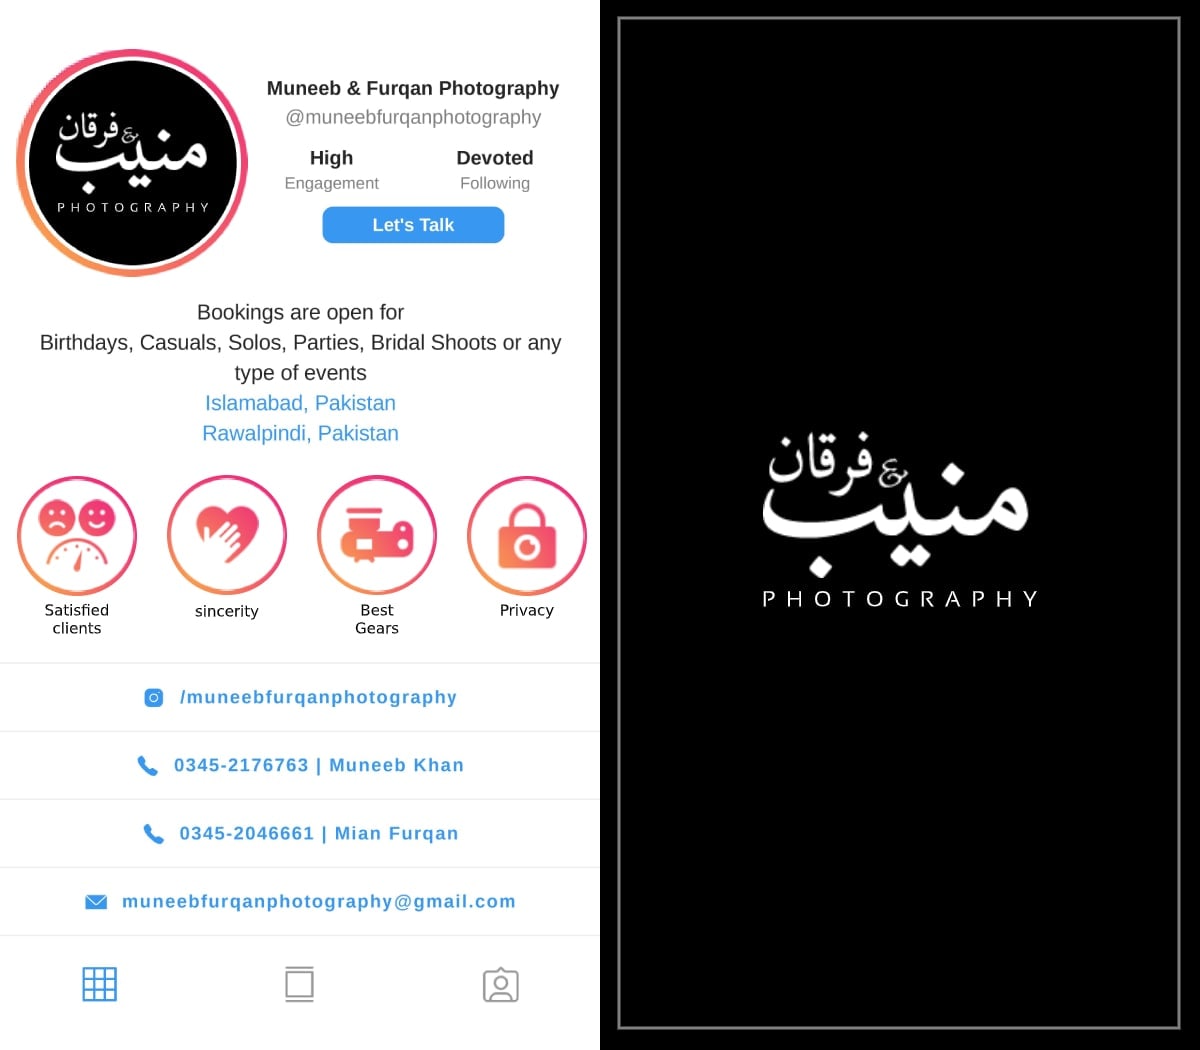 فرقان
&
منیب
PHOTOGRAPHY
Muneeb & Furqan Photography
@muneebfurqanphotography
High
Engagement
Devoted
Following
Let's Talk
Bookings are open for
Birthdays, Casuals, Solos, Parties, Bridal Shoots or any
type of events
Islamabad, Pakistan
Rawalpindi, Pakistan
Satisfied
clients
sincerity
Best
Gears
Privacy
/muneebfurqanphotography
0345-2176763 | Muneeb Khan
0345-2046661 | Mian Furqan
muneebfurqanphotography@gmail.com
فرقان
&
منیب
PHOTOGRAPHY